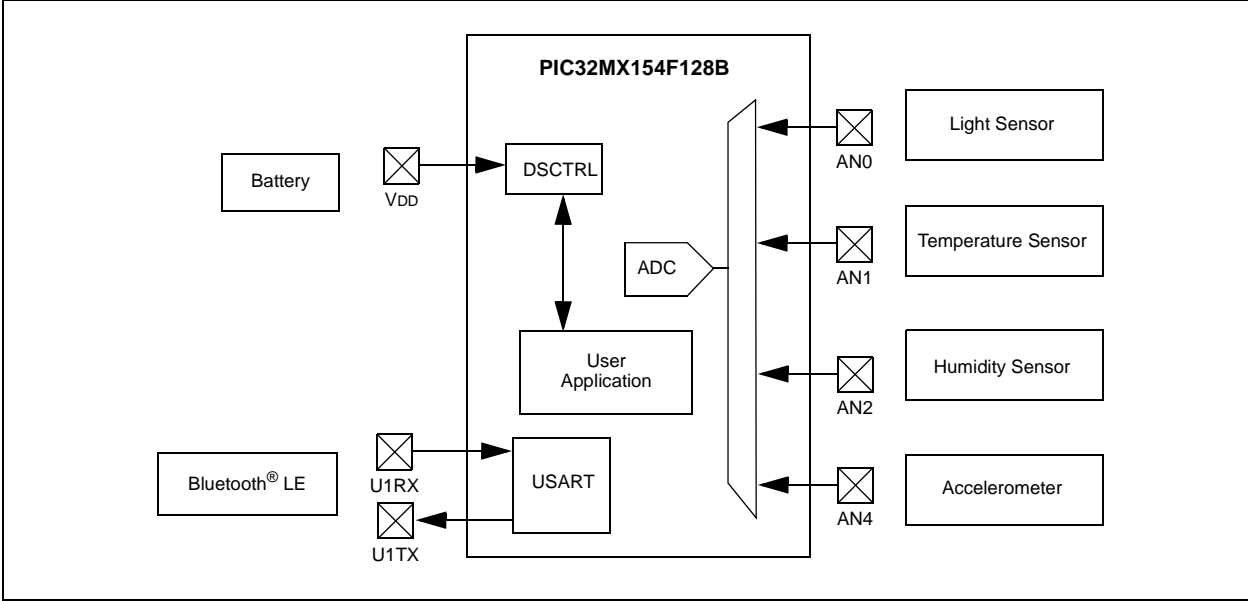 PIC32MX154F128B
Battery
VDD
DSCTRL
ADC
User
Application
Bluetooth® LE
U1RX
U1TX
USART
AN0
Light Sensor
AN1
Temperature Sensor
AN2
Humidity Sensor
AN4
Accelerometer